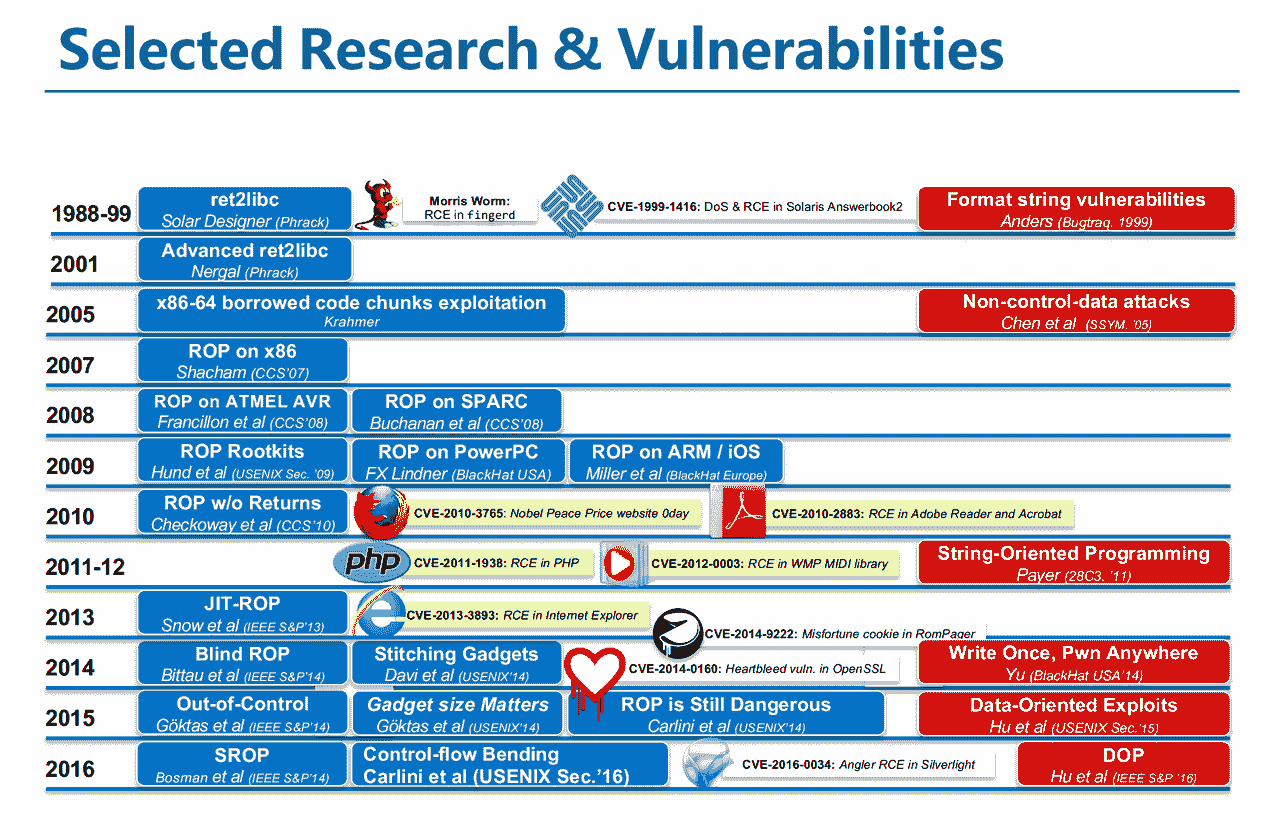 Selected Research & Vulnerabilities
1988-99
ret2libc
Solar Designer (Phrack)
Morris Worm:
RCE in fingerd
SUN
CVE-1999-1416: DoS & RCE in Solaris Answerbook2
Format string vulnerabilities
Anders (Bugtraq. 1999)
2001
Advanced ret2libc
Nergal (Phrack)
2005
x86-64 borrowed code chunks exploitation
Krahmer
Non-control-data attacks
Chen et al (SSYM. '05)
2007
ROP on x86
Shacham (CCS'07)
2008
ROP on ATMEL AVR
Francillon et al (CCS'08)
ROP on SPARC
Buchanan et al (CCS'08)
2009
ROP Rootkits
Hund et al (USENIX Sec. '09)
ROP on PowerPC
FX Lindner (BlackHat USA)
ROP on ARM / iOS
Miller et al (BlackHat Europe)
2010
ROP w/o Returns
Checkoway et al (CCS'10)
CVE-2010-3765: Nobel Peace Price website 0day
CVE-2010-2883: RCE in Adobe Reader and Acrobat
2011-12
php
CVE-2011-1938: RCE in PHP
CVE-2012-0003: RCE in WMP MIDI library
String-Oriented Programming
Payer (28C3. '11)
2013
JIT-ROP
Snow et al (IEEE S&P'13)
CVE-2013-3893: RCE in Internet Explorer
CVE-2014-9222: Misfortune cookie in RomPager
2014
Blind ROP
Bittau et al (IEEE S&P'14)
Stitching Gadgets
Davi et al (USENIX'14)
CVE-2014-0160: Heartbleed vuln. in OpenSSL
Write Once, Pwn Anywhere
Yu (BlackHat USA'14)
2015
Out-of-Control
Göktas et al (IEEE S&P'14)
Gadget size Matters
Göktas et al (USENIX'14)
ROP is Still Dangerous
Carlini et al (USENIX'14)
Data-Oriented Exploits
Hu et al (USENIX Sec.'15)
2016
SROP
Bosman et al (IEEE S&P'14)
Control-flow Bending
Carlini et al (USENIX Sec.'16)
CVE-2016-0034: Angler RCE in Silverlight
DOP
Hu et al (IEEE S&P '16)